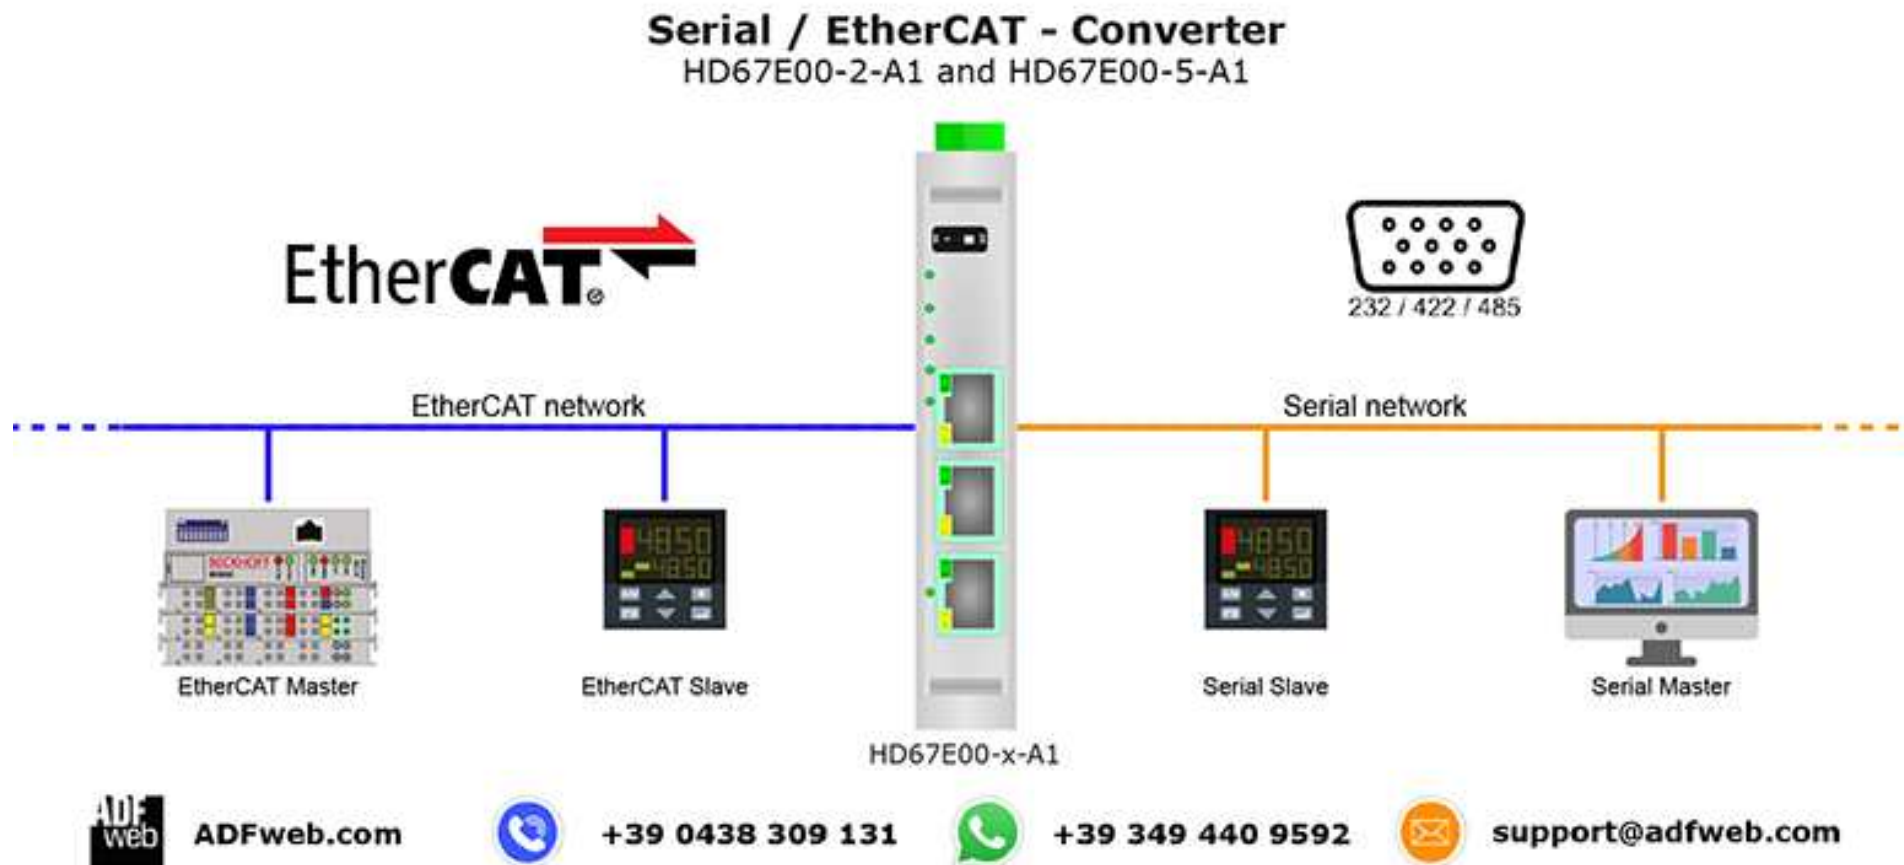 Serial / EtherCAT - Converter
HD67E00-2-A1 and HD67E00-5-A1
EtherCAT®
232 / 422 / 485
EtherCAT network
Serial network
BECKHOFF
4850
4850
4850
4850
EtherCAT Master
EtherCAT Slave
Serial Slave
Serial Master
HD67E00-x-A1
ADF
web
ADFweb.com
+39 0438 309 131
+39 349 440 9592
support@adfweb.com